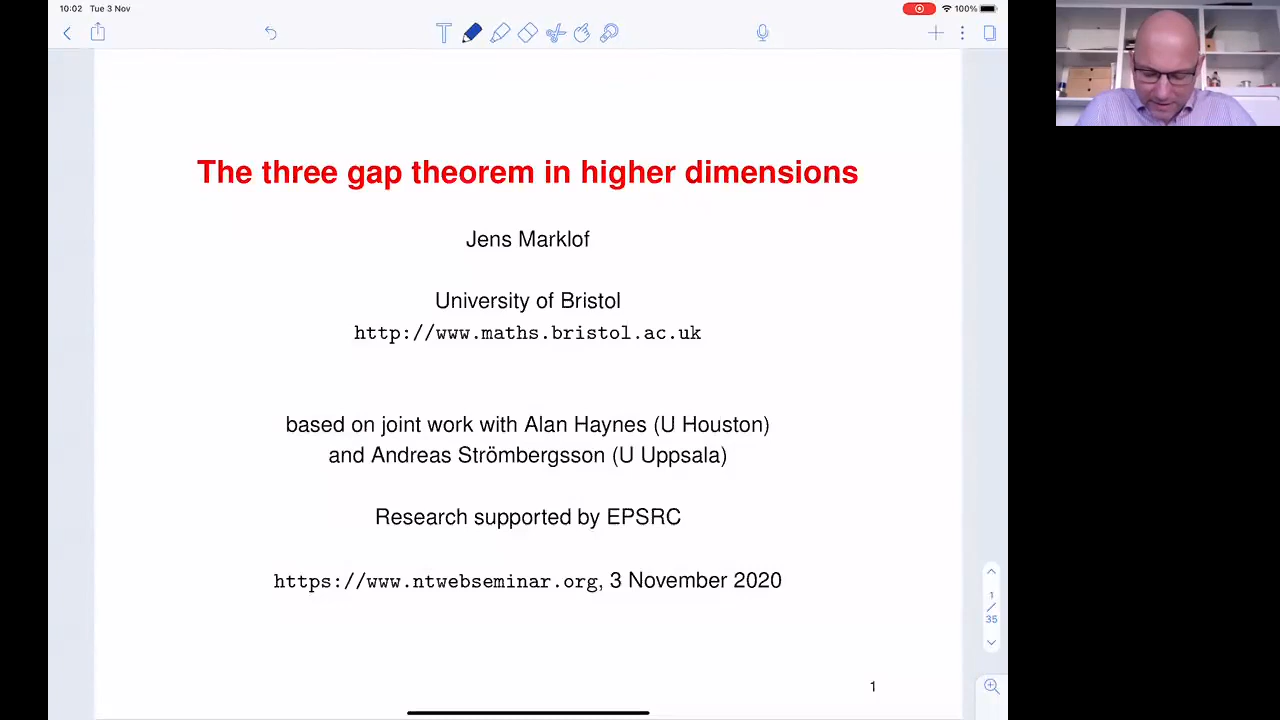 10:02 Tue 3 Nov
100%
T
The three gap theorem in higher dimensions
Jens Marklof
University of Bristol
http://www.maths.bristol.ac.uk
based on joint work with Alan Haynes (U Houston)
and Andreas Strömbergsson (U Uppsala)
Research supported by EPSRC
https://www.ntwebseminar.org, 3 November 2020
1
/
35
1